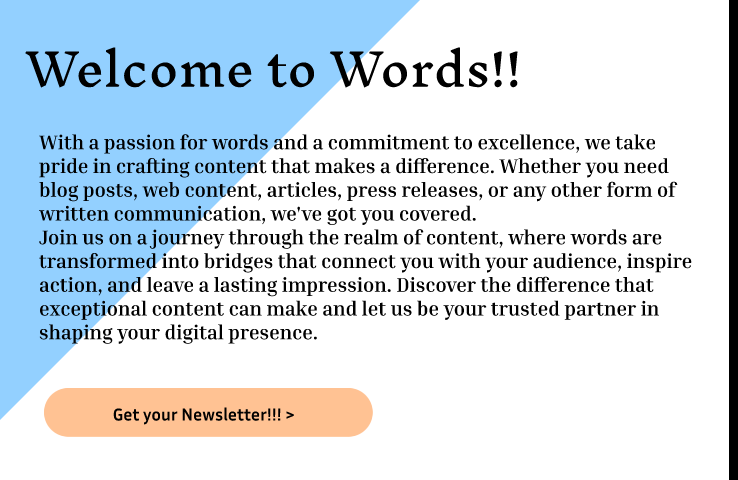 Welcome to Words!!
With a passion for words and a commitment to excellence, we take
pride in crafting content that makes a difference. Whether you need
blog posts, web content, articles, press releases, or any other form of
written communication, we've got you covered.
Join us on a journey through the realm of content, where words are
transformed into bridges that connect you with your audience, inspire
action, and leave a lasting impression. Discover the difference that
exceptional content can make and let us be your trusted partner in
shaping your digital presence.
Get your Newsletter!!! >